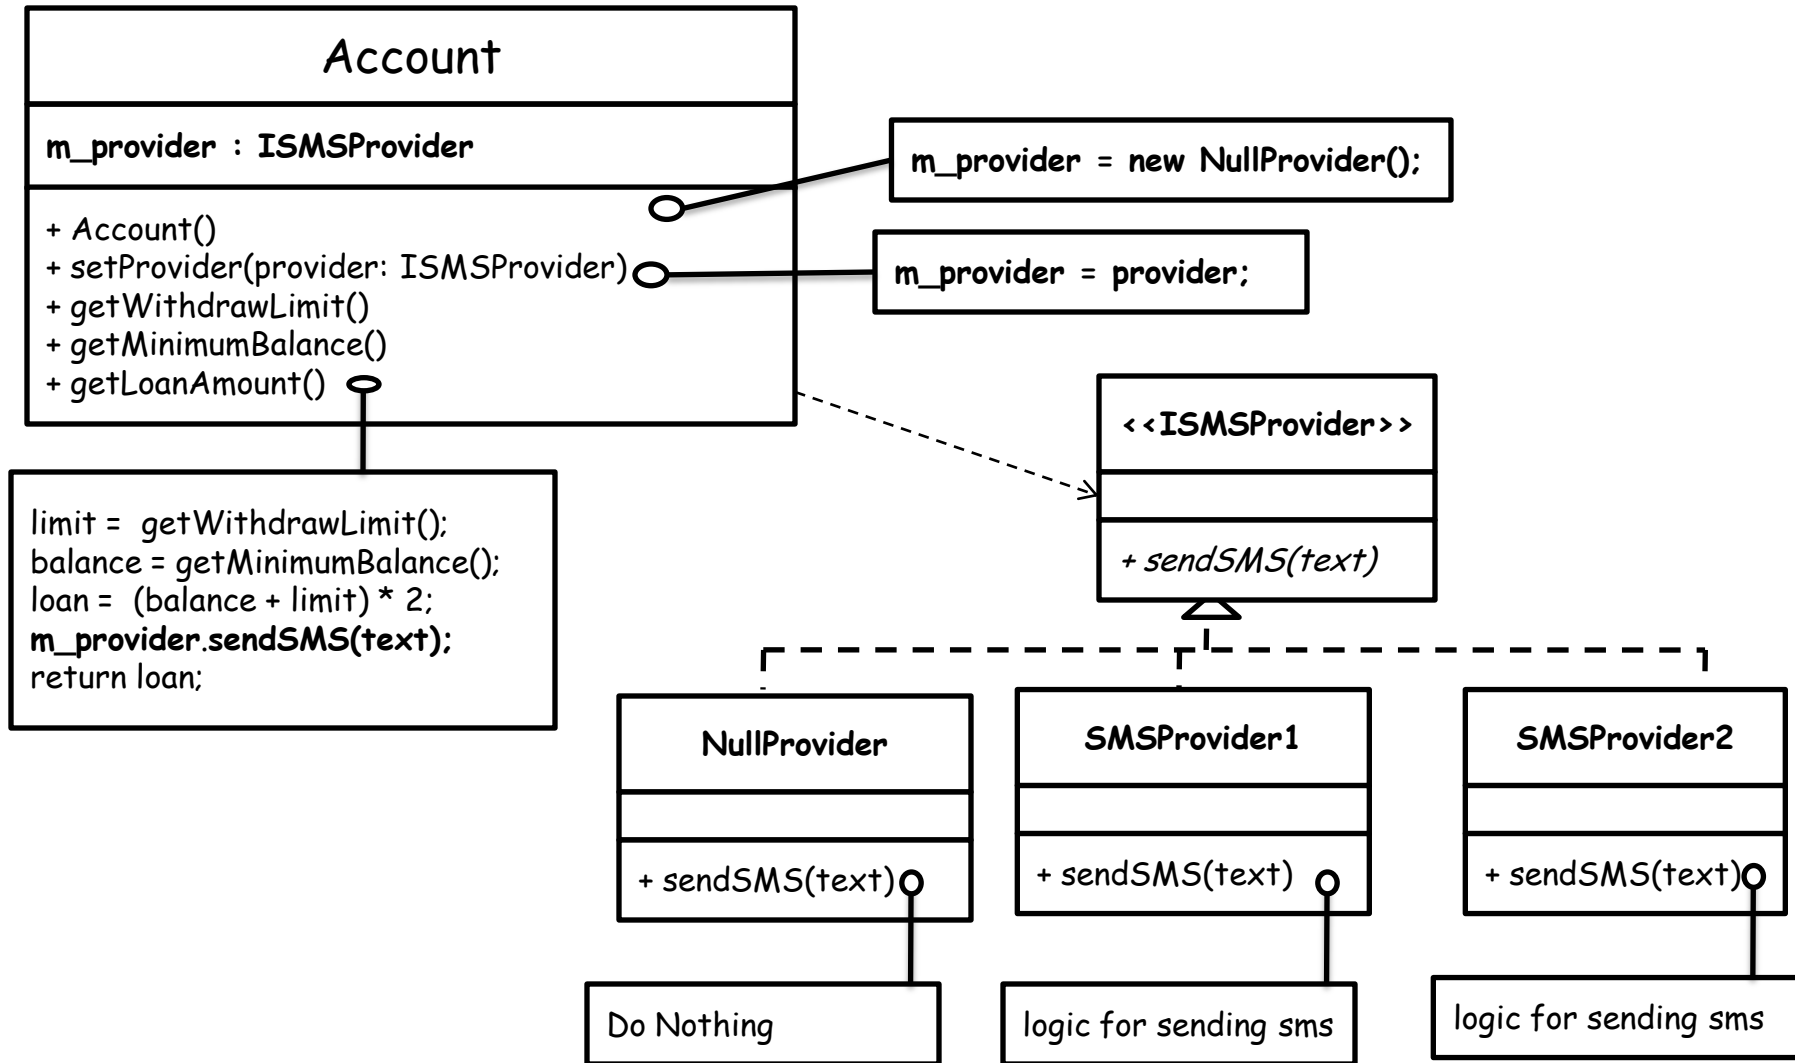 Account
m_provider : ISMSProvider
+ Account()
+ setProvider(provider: ISMSProvider)
+ getWithdrawLimit()
+ getMinimumBalance()
+ getLoanAmount()
m_provider = new NullProvider();
m_provider = provider;
limit = getWithdrawLimit();
balance = getMinimumBalance();
loan = (balance + limit) * 2;
m_provider.sendSMS(text);
return loan;
<<ISMSProvider>>
+ sendSMS(text)
NullProvider
+ sendSMS(text)
Do Nothing
SMSProvider1
+ sendSMS(text)
logic for sending sms
SMSProvider2
+ sendSMS(text)
logic for sending sms